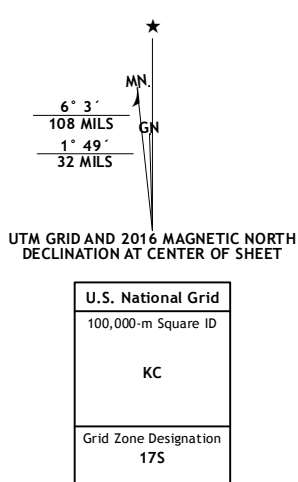 ★
MN.
6° 3´
108 MILS
GN
1° 49´
32 MILS
UTM GRID AND 2016 MAGNETIC NORTH
DECLINATION AT CENTER OF SHEET
U.S. National Grid
100,000-m Square ID
KC
Grid Zone Designation
17S